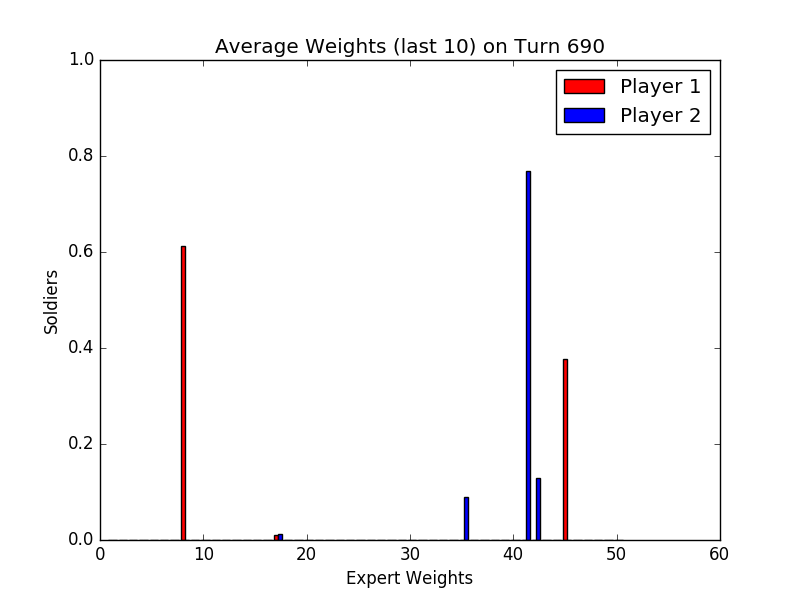 Average Weights (last 10) on Turn 690
Player 1
Player 2
1.0
0.8
0.6
0.4
0.2
0.0
Soldiers
0 10 20 30 40 50 60
Expert Weights